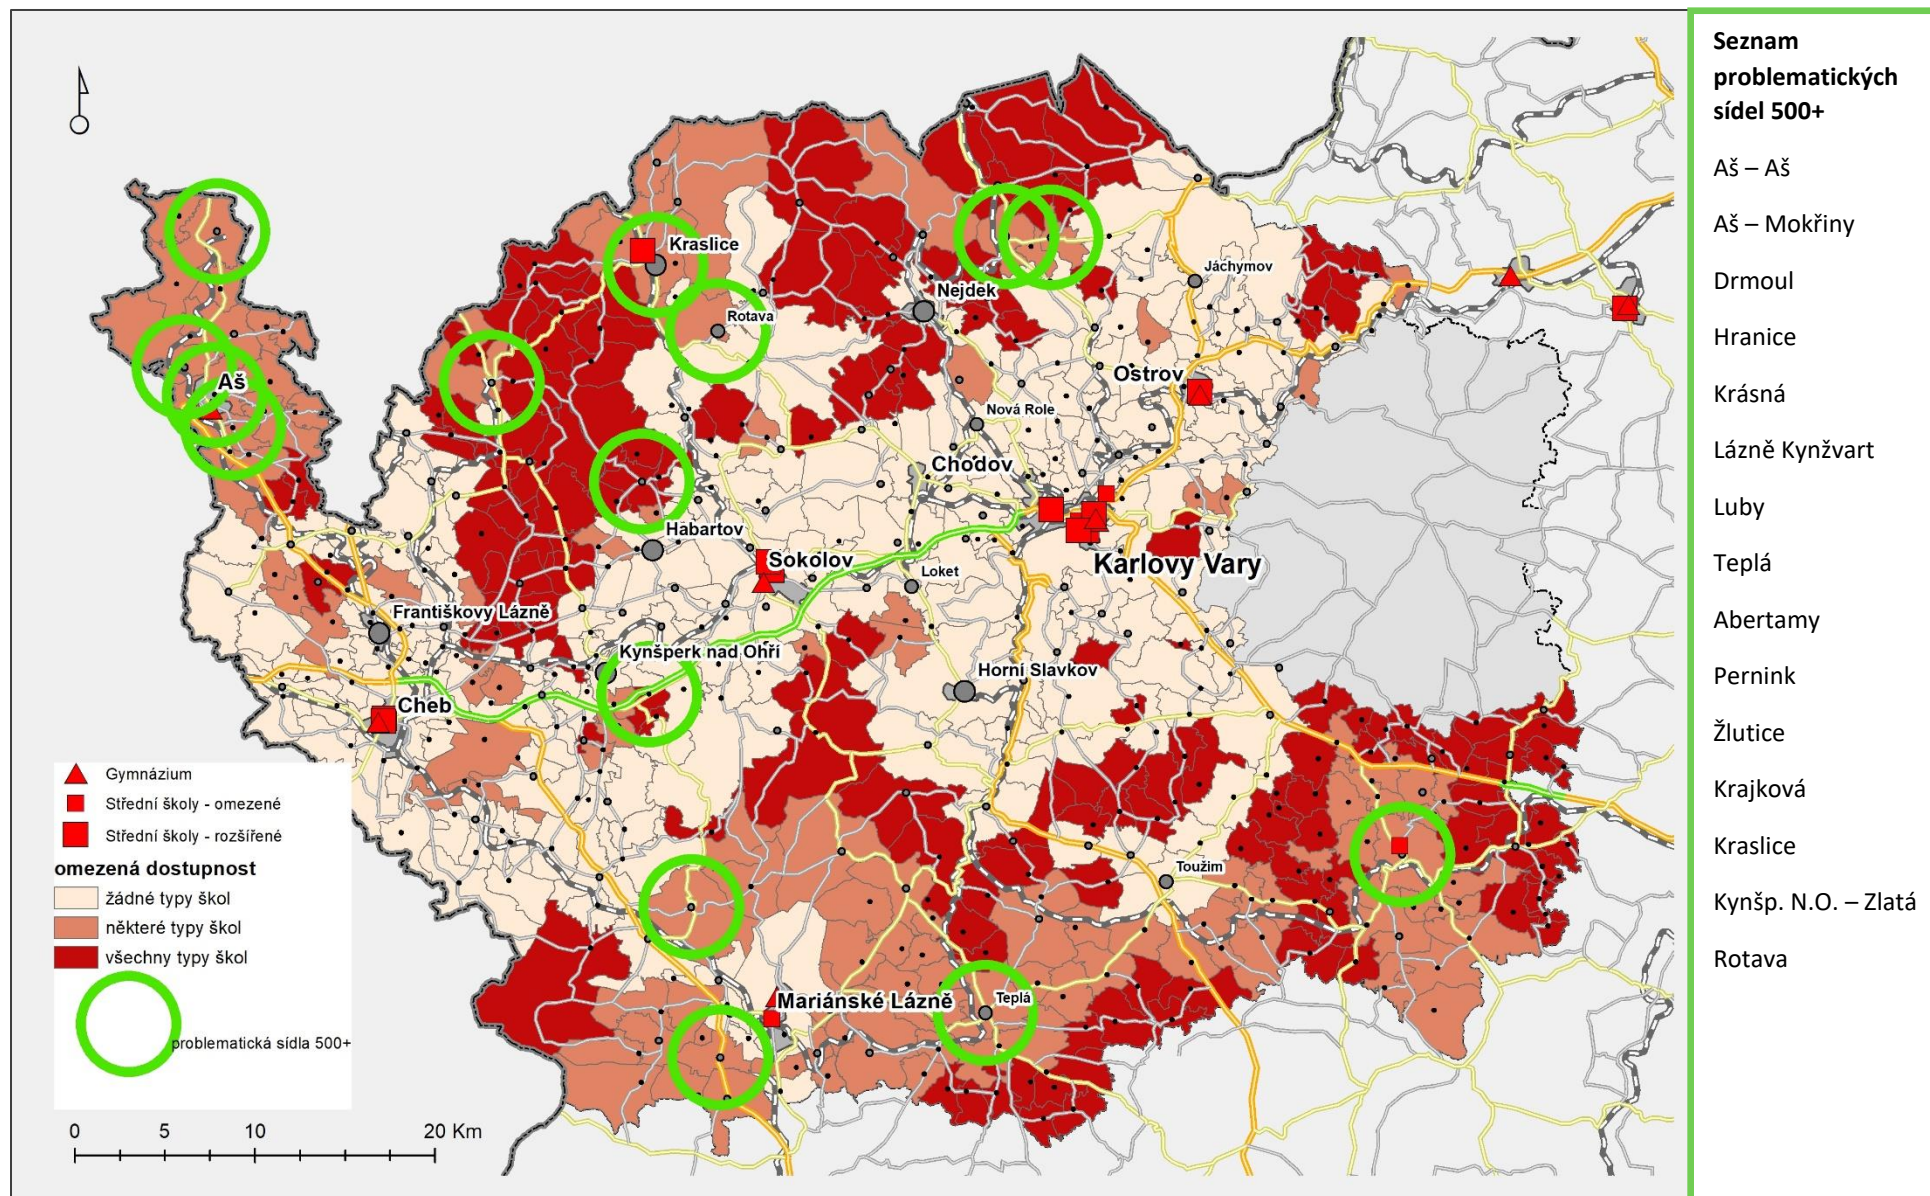 Kraslice
Rotava
Nejdek
Jáchymov
Aš
Ostrov
Nová Role
Chodov
Habartov
Sokolov
Karlovy Vary
Loket
Františkovy Lázně
Kynšperk nad Ohří
Horní Slavkov
Cheb
Toužim
Mariánské Lázně
Teplá
Gymnázium
Střední školy - omezené
Střední školy - rozšířené
omezená dostupnost
žádné typy škol
některé typy škol
všechny typy škol
problematická sídla 500+
0 5 10 20 Km
Seznam
problematických
sídel 500+
Aš – Aš
Aš – Mokřiny
Drmoul
Hranice
Krásná
Lázně Kynžvart
Luby
Teplá
Abertamy
Pernink
Žlutice
Krajková
Kraslice
Kynšp. N.O. – Zlatá
Rotava